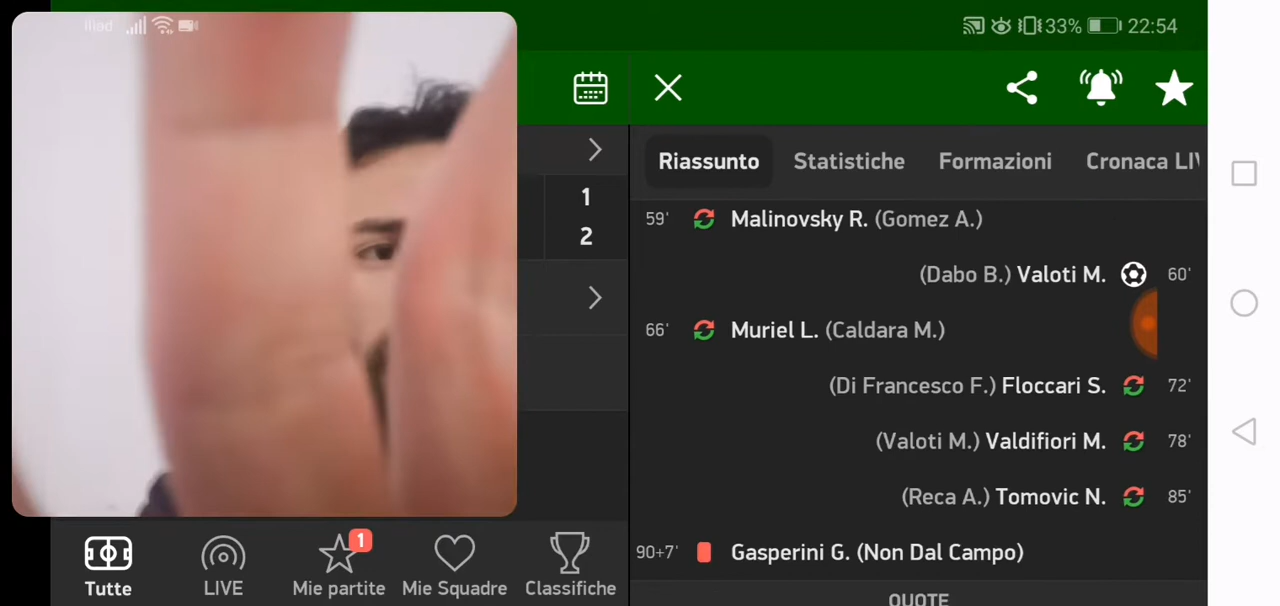 Iliad
33% 22:54
Riassunto Statistiche Formazioni Cronaca LIV
1
2
59' Malinovsky R. (Gomez A.)
(Dabo B.) Valoti M. 60'
66' Muriel L. (Caldara M.)
(Di Francesco F.) Floccari S. 72'
(Valoti M.) Valdifiori M. 78'
(Reca A.) Tomovic N. 85'
90+7' Gasperini G. (Non Dal Campo)
QUOTE
1
Tutte LIVE Mie partite Mie Squadre Classifiche